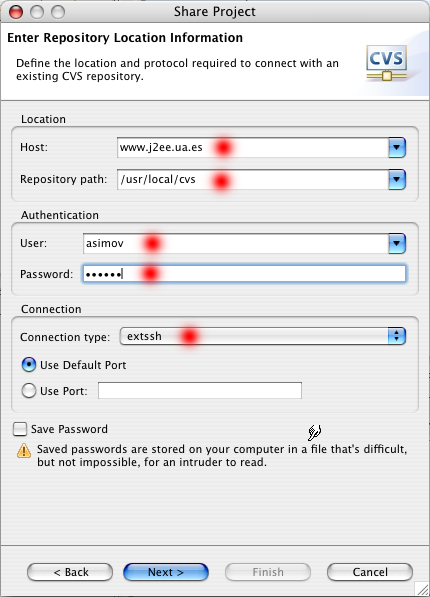 Share Project
Enter Repository Location Information
Define the location and protocol required to connect with an
existing CVS repository.
CVS
Location
Host: www.j2ee.ua.es
Repository path: /usr/local/cvs
Authentication
User: asimov
Password: ••••••
Connection
Connection type: extssh
Use Default Port
Use Port:
Save Password
Saved passwords are stored on your computer in a file that's difficult,
but not impossible, for an intruder to read.
< Back Next > Finish Cancel